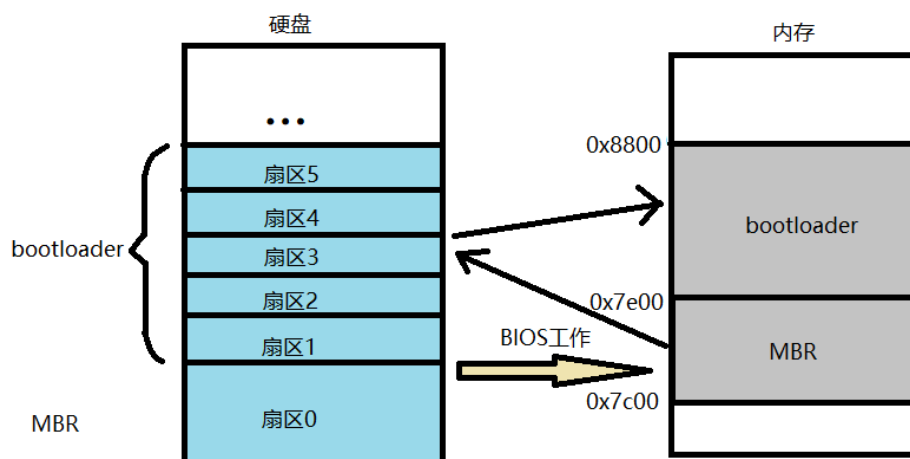 硬盘
内存
...
0x8800
扇区5
扇区4
bootloader
bootloader
扇区3
扇区2
0x7e00
扇区1
BIOS工作
MBR
0x7c00
扇区0
MBR